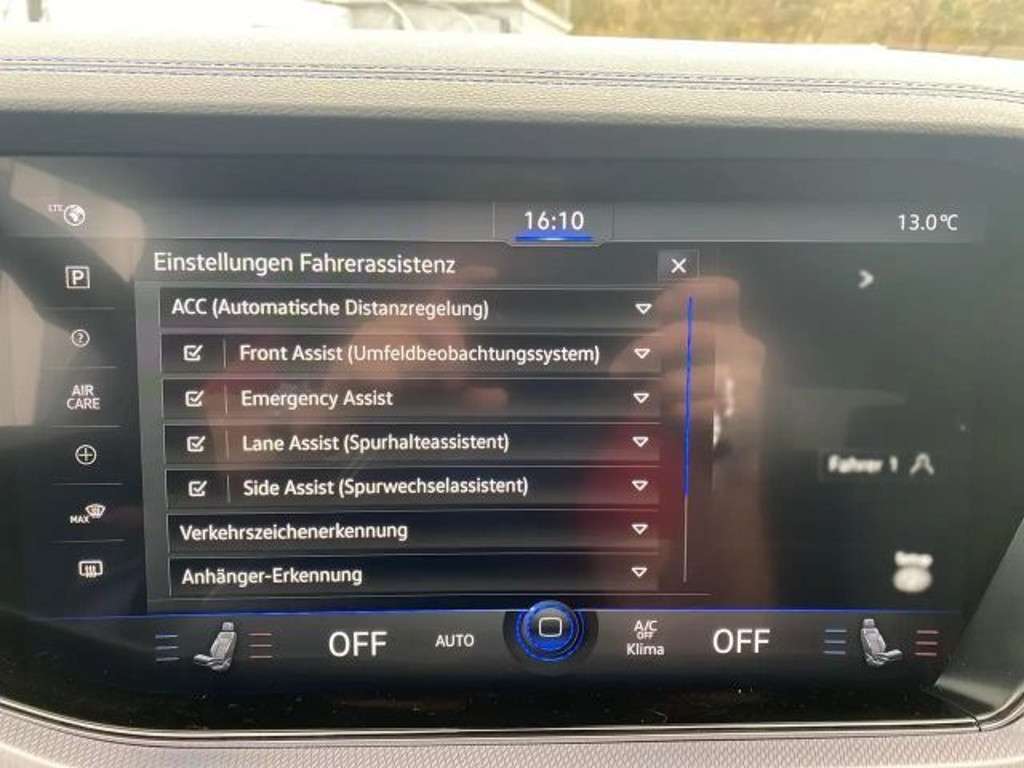 LTE
16:10
13.0°C
Einstellungen Fahrerassistenz
P
ACC (Automatische Distanzregelung)
?
Front Assist (Umfeldbeobachtungssystem)
AIR
CARE
Emergency Assist
Lane Assist (Spurhalteassistent)
Fahrer 1
Side Assist (Spurwechselassistent)
MAX
Verkehrszeichenerkennung
Anhänger-Erkennung
OFF
AUTO
A/C
OFF
Klima
OFF